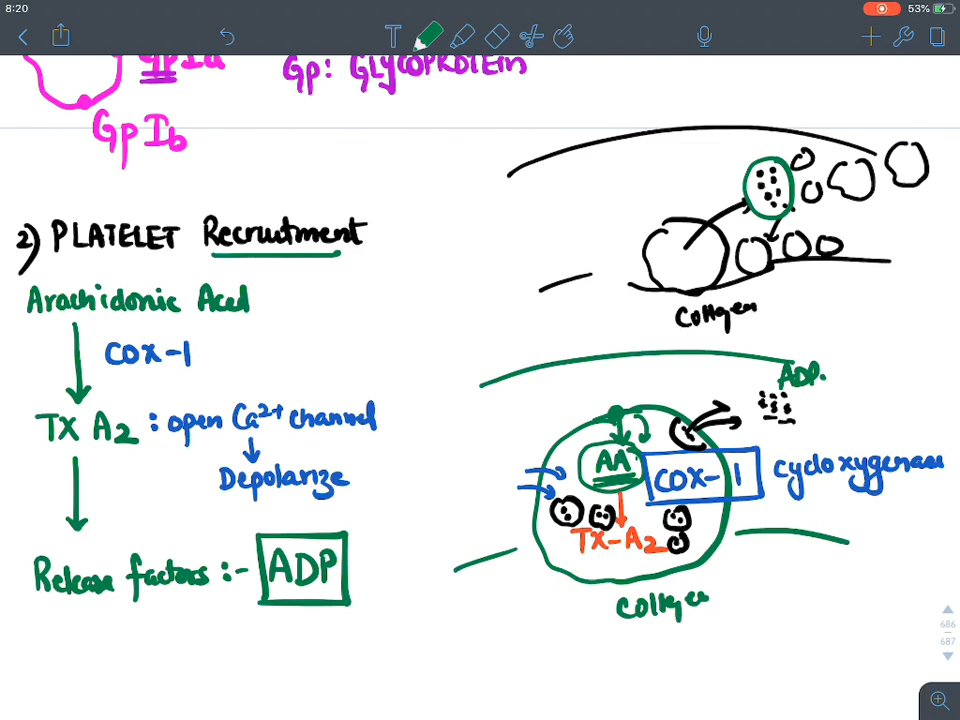 8:20
53%
GpIa
Gp: GLYCOPROTEIN
Gp Ib
2) PLATELET Recruitment
Arachidonic Acid
COX-1
TX A2 : open Ca2+ channel
Depolarize
Release factors :- ADP
Collagen
ADP.
AA
COX-1 cycloxygenase
TX-A2
Collagen
686
687